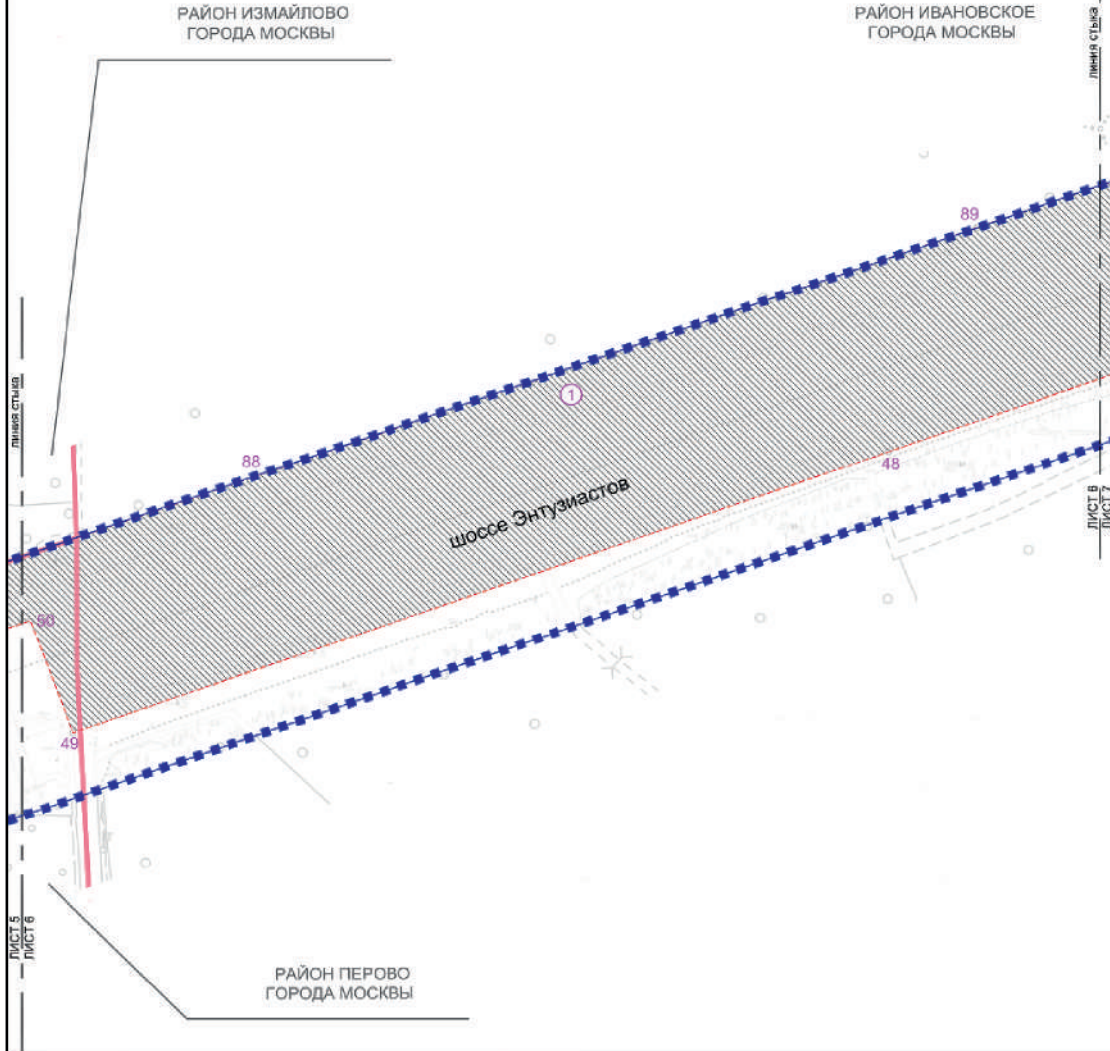 РАЙОН ИЗМАЙЛОВО
ГОРОДА МОСКВЫ
РАЙОН ИВАНОВСКОЕ
ГОРОДА МОСКВЫ
линия стыка
89
1
линия стыка
88
48
шоссе Энтузиастов
ЛИСТ 6
ЛИСТ 7
50
49
ЛИСТ 5
ЛИСТ 6
РАЙОН ПЕРОВО
ГОРОДА МОСКВЫ